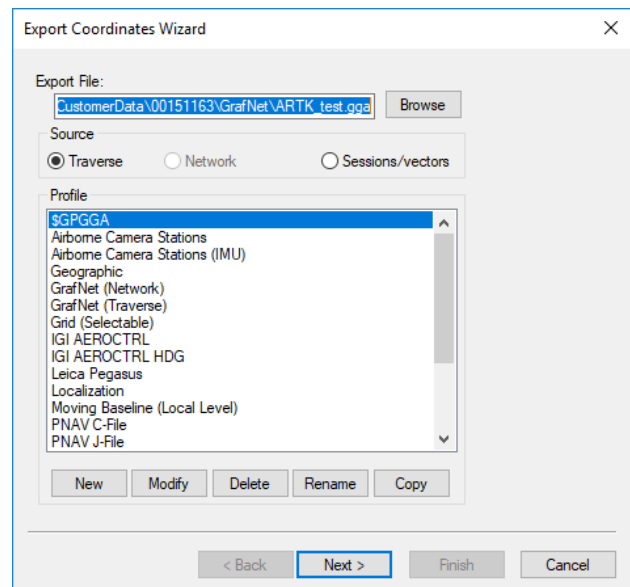 Export Coordinates Wizard
Export File:
CustomerData\00151163\GrafNet\ARTK_test.gga
Browse
Source
Traverse
Network
Sessions/vectors
Profile
$GPGGA
Airborne Camera Stations
Airborne Camera Stations (IMU)
Geographic
GrafNet (Network)
GrafNet (Traverse)
Grid (Selectable)
IGI AEROCTRL
IGI AEROCTRL HDG
Leica Pegasus
Localization
Moving Baseline (Local Level)
PNAV C-File
PNAV J-File
New Modify Delete Rename Copy
< Back Next > Finish Cancel